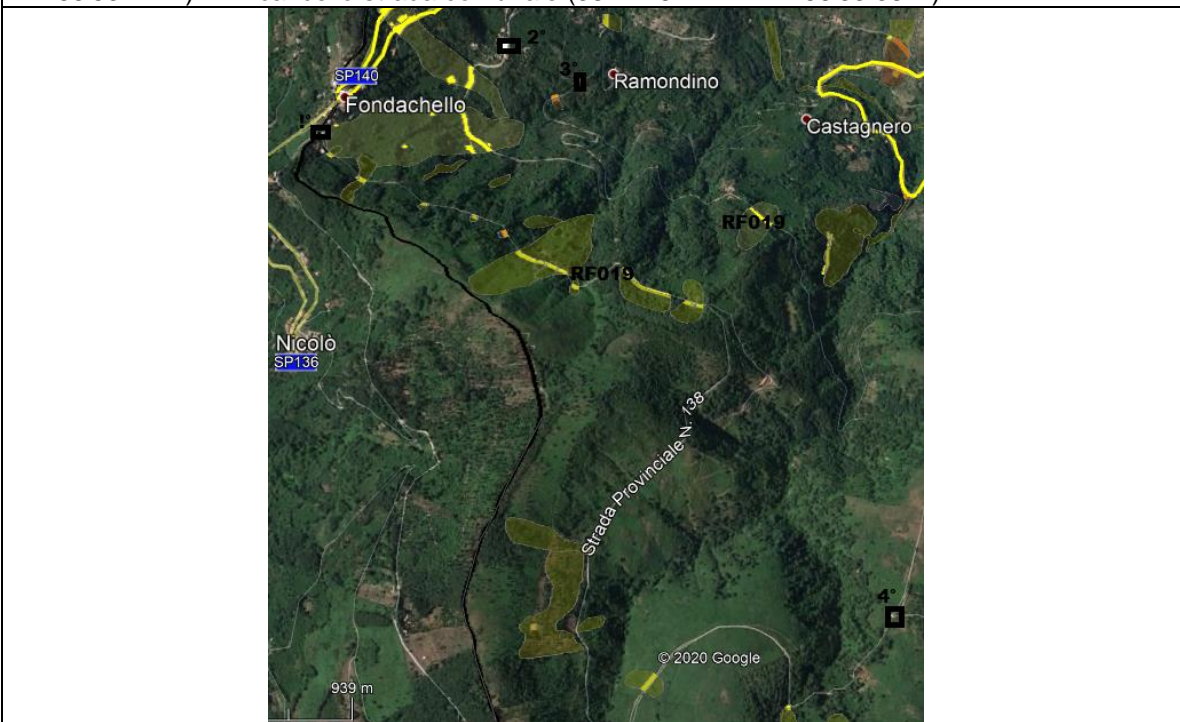 2°
3°
SP140
Ramondino
Fondachello
Castagnero
1°
RF019
RF019
Nicolò
SP136
Strada Provinciale N. 138
4°
© 2020 Google
939 m